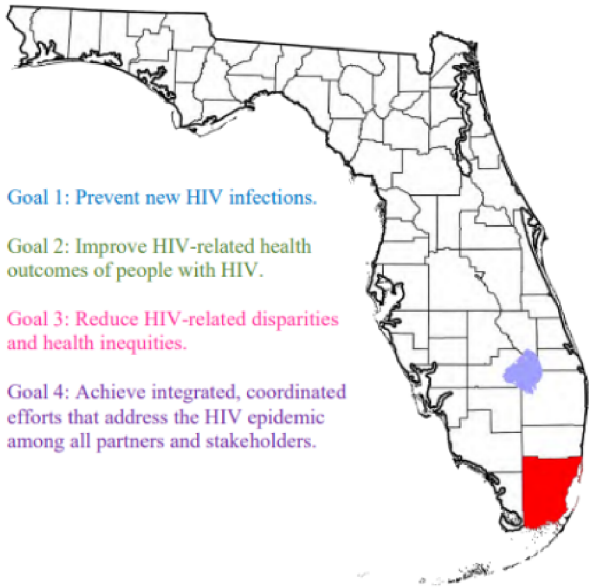 Goal 1: Prevent new HIV infections.
Goal 2: Improve HIV-related health
outcomes of people with HIV.
Goal 3: Reduce HIV-related disparities
and health inequities.
Goal 4: Achieve integrated, coordinated
efforts that address the HIV epidemic
among all partners and stakeholders.